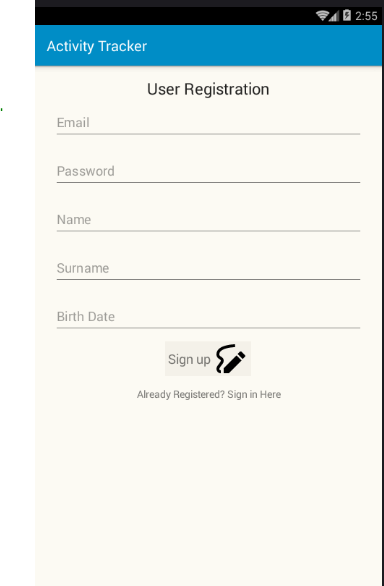 2:55
Activity Tracker
User Registration
Email
Password
Name
Surname
Birth Date
Sign up
Already Registered? Sign in Here